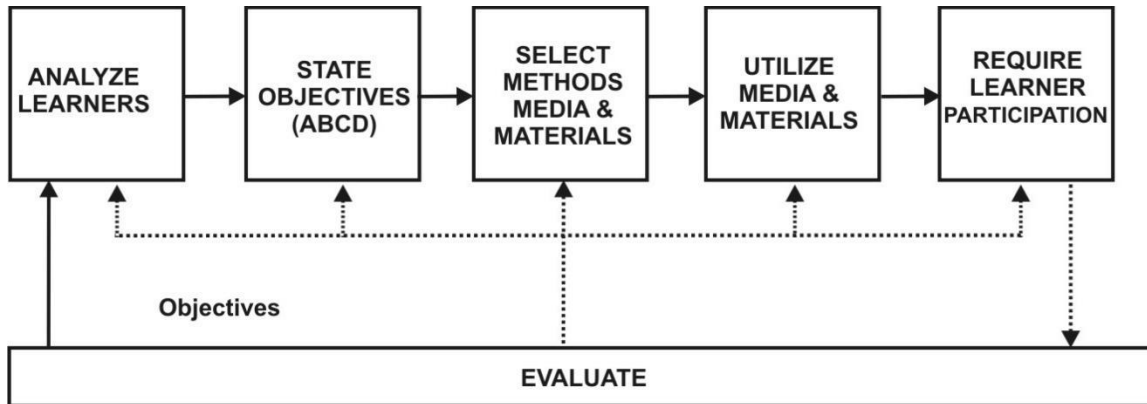 ANALYZE
LEARNERS
STATE
OBJECTIVES
(ABCD)
SELECT
METHODS
MEDIA &
MATERIALS
UTILIZE
MEDIA &
MATERIALS
REQUIRE
LEARNER
PARTICIPATION
Objectives
EVALUATE